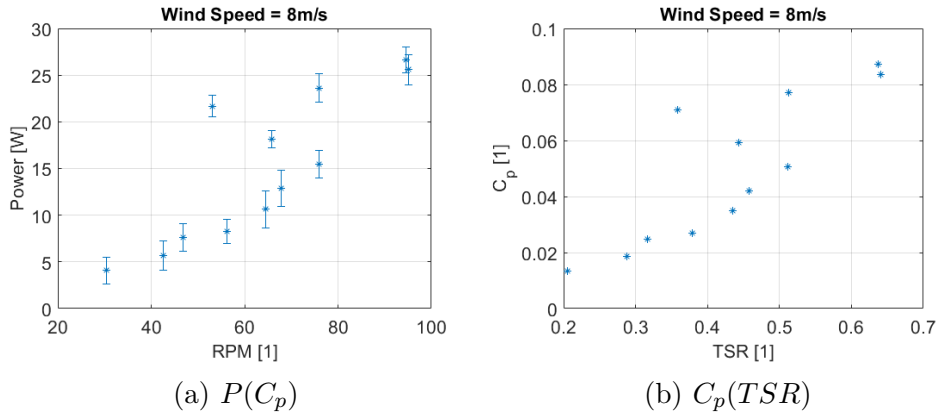 Wind Speed = 8m/s
30
25
20
15
10
5
0
Power [W]
20 40 60 80 100
RPM [1]
(a) P(C_p)
Wind Speed = 8m/s
0.1
0.08
0.06
0.04
0.02
0
C_p [1]
0.2 0.3 0.4 0.5 0.6 0.7
TSR [1]
(b) C_p(TSR)